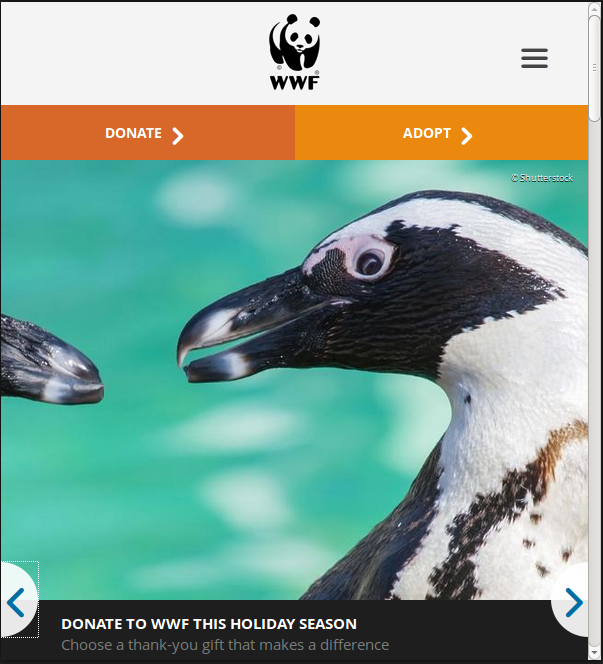 WWF
DONATE
ADOPT
© Shutterstock
DONATE TO WWF THIS HOLIDAY SEASON
Choose a thank-you gift that makes a difference